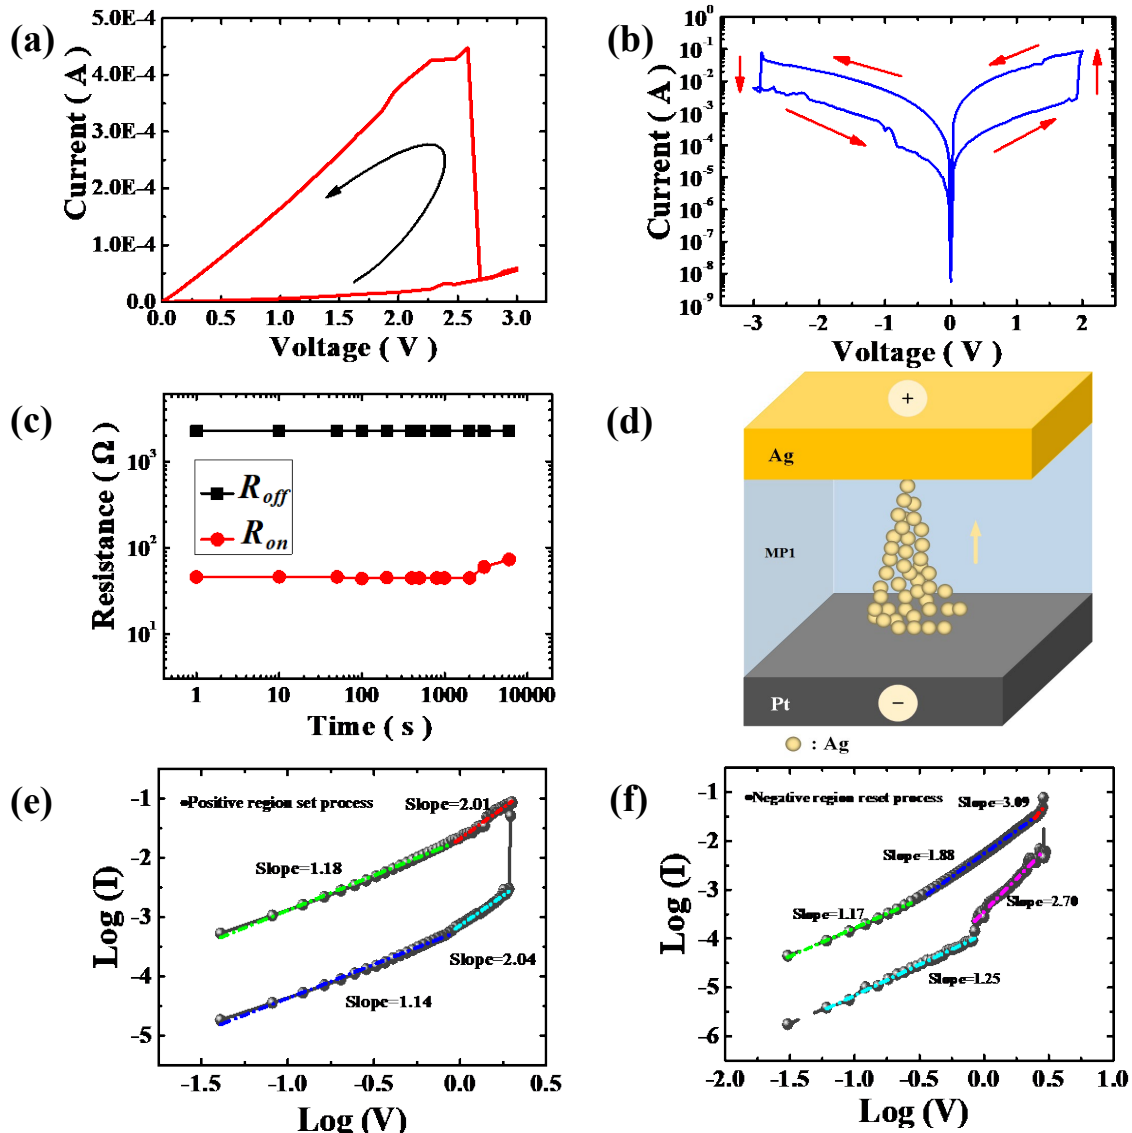 (a)
Current ( A )
5.0E-4
4.0E-4
3.0E-4
2.0E-4
1.0E-4
0.0
0.0 0.5 1.0 1.5 2.0 2.5 3.0
Voltage ( V )
(b)
Current ( A )
10^0
10^-1
10^-2
10^-3
10^-4
10^-5
10^-6
10^-7
10^-8
10^-9
-3 -2 -1 0 1 2
Voltage ( V )
(c)
Resistance ( Ω )
10^3
10^2
10^1
R_off
R_on
1 10 100 1000 10000
Time ( s )
(d)
+
Ag
MP1
Pt
−
: Ag
(e)
Log (I)
-1
-2
-3
-4
-5
Positive region set process
Slope=2.01
Slope=1.18
Slope=2.04
Slope=1.14
-1.5 -1.0 -0.5 0.0 0.5
Log (V)
(f)
Log (I)
-1
-2
-3
-4
-5
-6
Negative region reset process
Slope=3.09
Slope=1.88
Slope=1.17
Slope=2.70
Slope=1.25
-2.0 -1.5 -1.0 -0.5 0.0 0.5 1.0
Log (V)